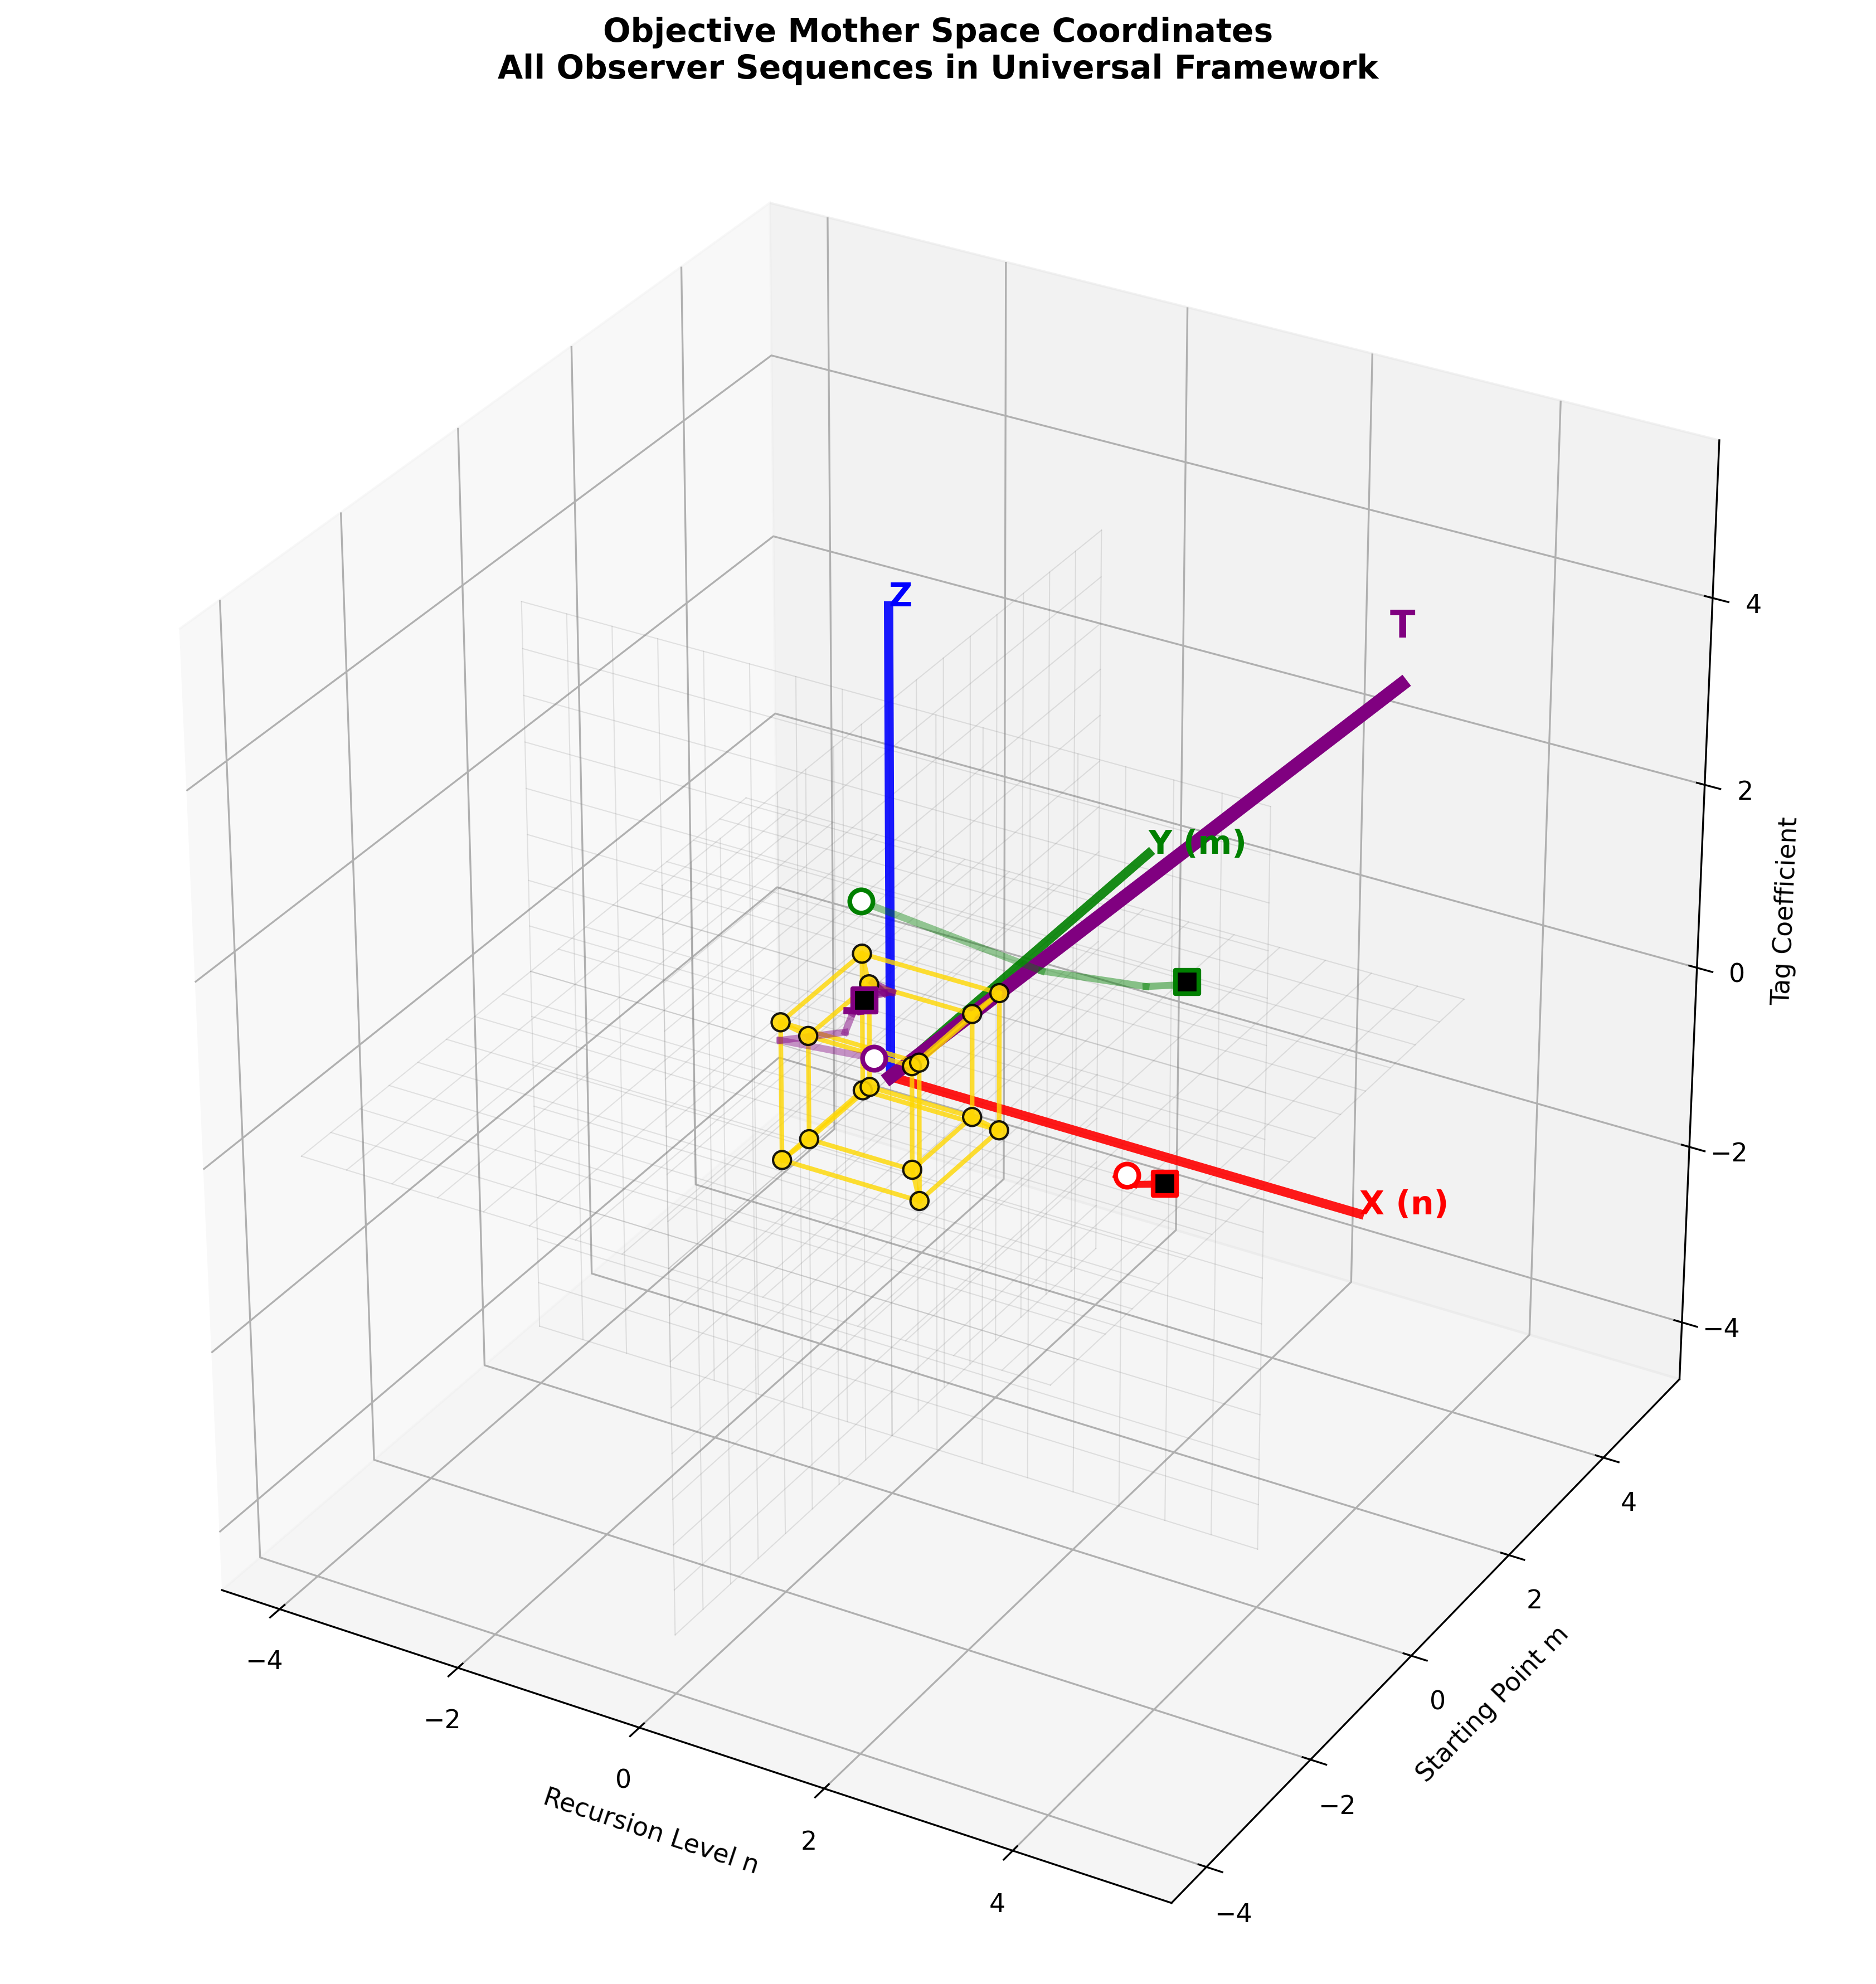 Objective Mother Space Coordinates
All Observer Sequences in Universal Framework
Z
T
Y (m)
X (n)
4
2
0
−2
−4
Tag Coefficient
4
2
0
−2
−4
Starting Point m
−4
−2
0
2
4
Recursion Level n